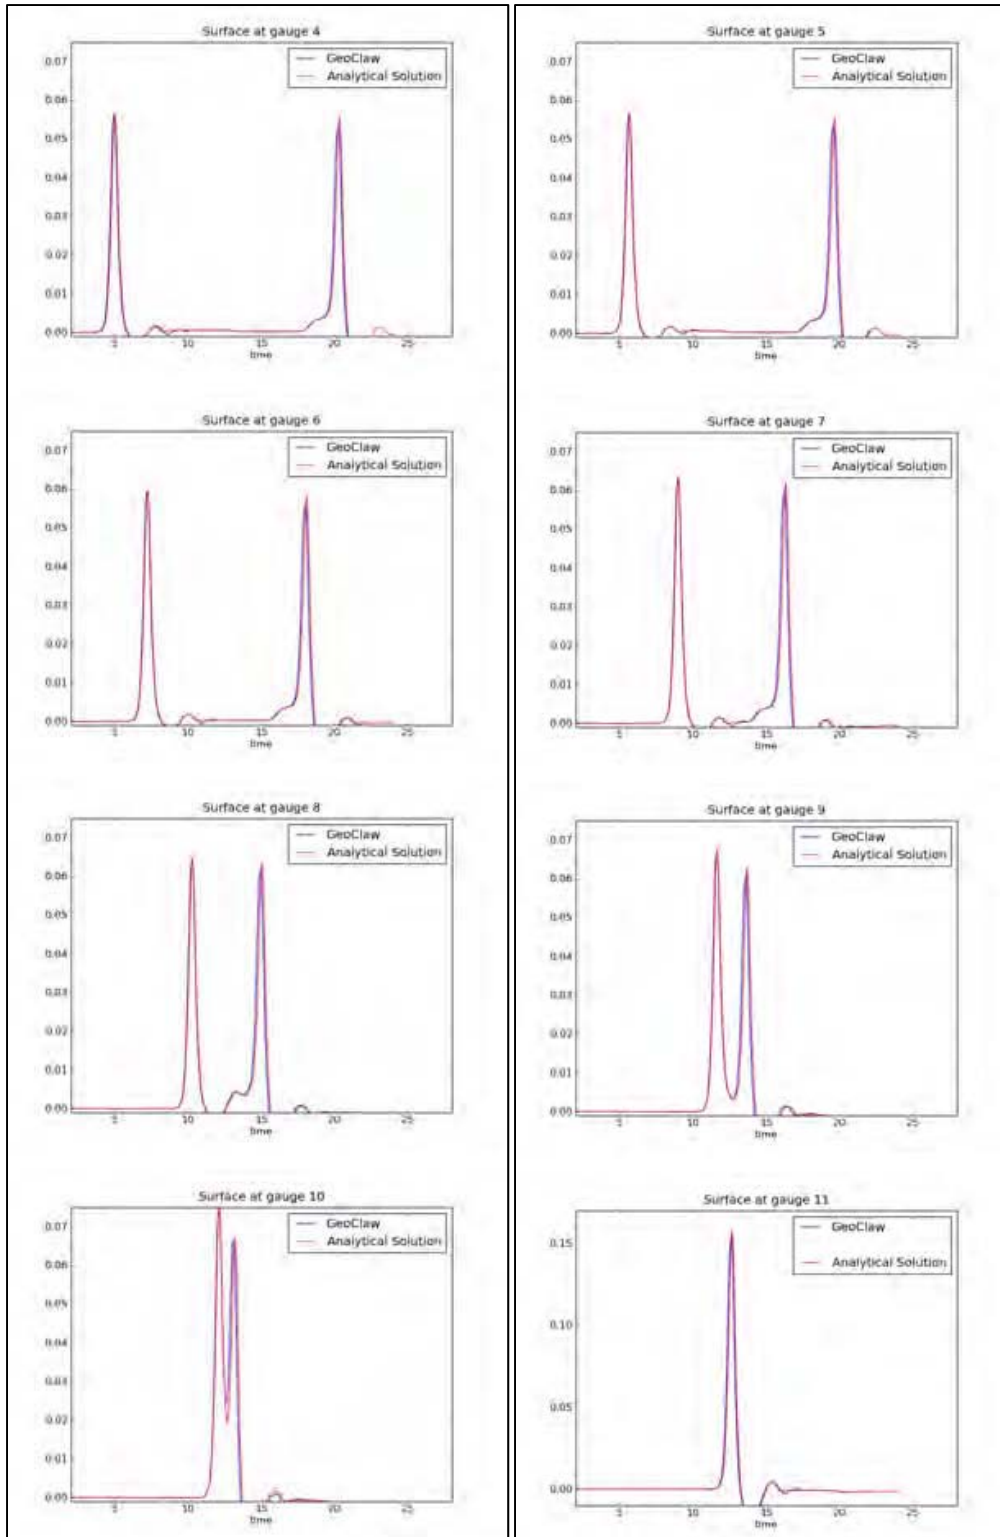 Surface at gauge 4
0.07
0.06
0.05
0.04
0.03
0.02
0.01
0.00
GeoClaw
Analytical Solution
5 10 15 20 25
time
Surface at gauge 5
0.07
0.06
0.05
0.04
0.03
0.02
0.01
0.00
GeoClaw
Analytical Solution
5 10 15 20 25
time
Surface at gauge 6
0.07
0.06
0.05
0.04
0.03
0.02
0.01
0.00
GeoClaw
Analytical Solution
5 10 15 20 25
time
Surface at gauge 7
0.07
0.06
0.05
0.04
0.03
0.02
0.01
0.00
GeoClaw
Analytical Solution
5 10 15 20 25
time
Surface at gauge 8
0.07
0.06
0.05
0.04
0.03
0.02
0.01
0.00
GeoClaw
Analytical Solution
5 10 15 20 25
time
Surface at gauge 9
0.07
0.06
0.05
0.04
0.03
0.02
0.01
0.00
GeoClaw
Analytical Solution
5 10 15 20 25
time
Surface at gauge 10
0.07
0.06
0.05
0.04
0.03
0.02
0.01
0.00
GeoClaw
Analytical Solution
5 10 15 20 25
time
Surface at gauge 11
0.15
0.10
0.05
0.00
GeoClaw
Analytical Solution
5 10 15 20 25
time